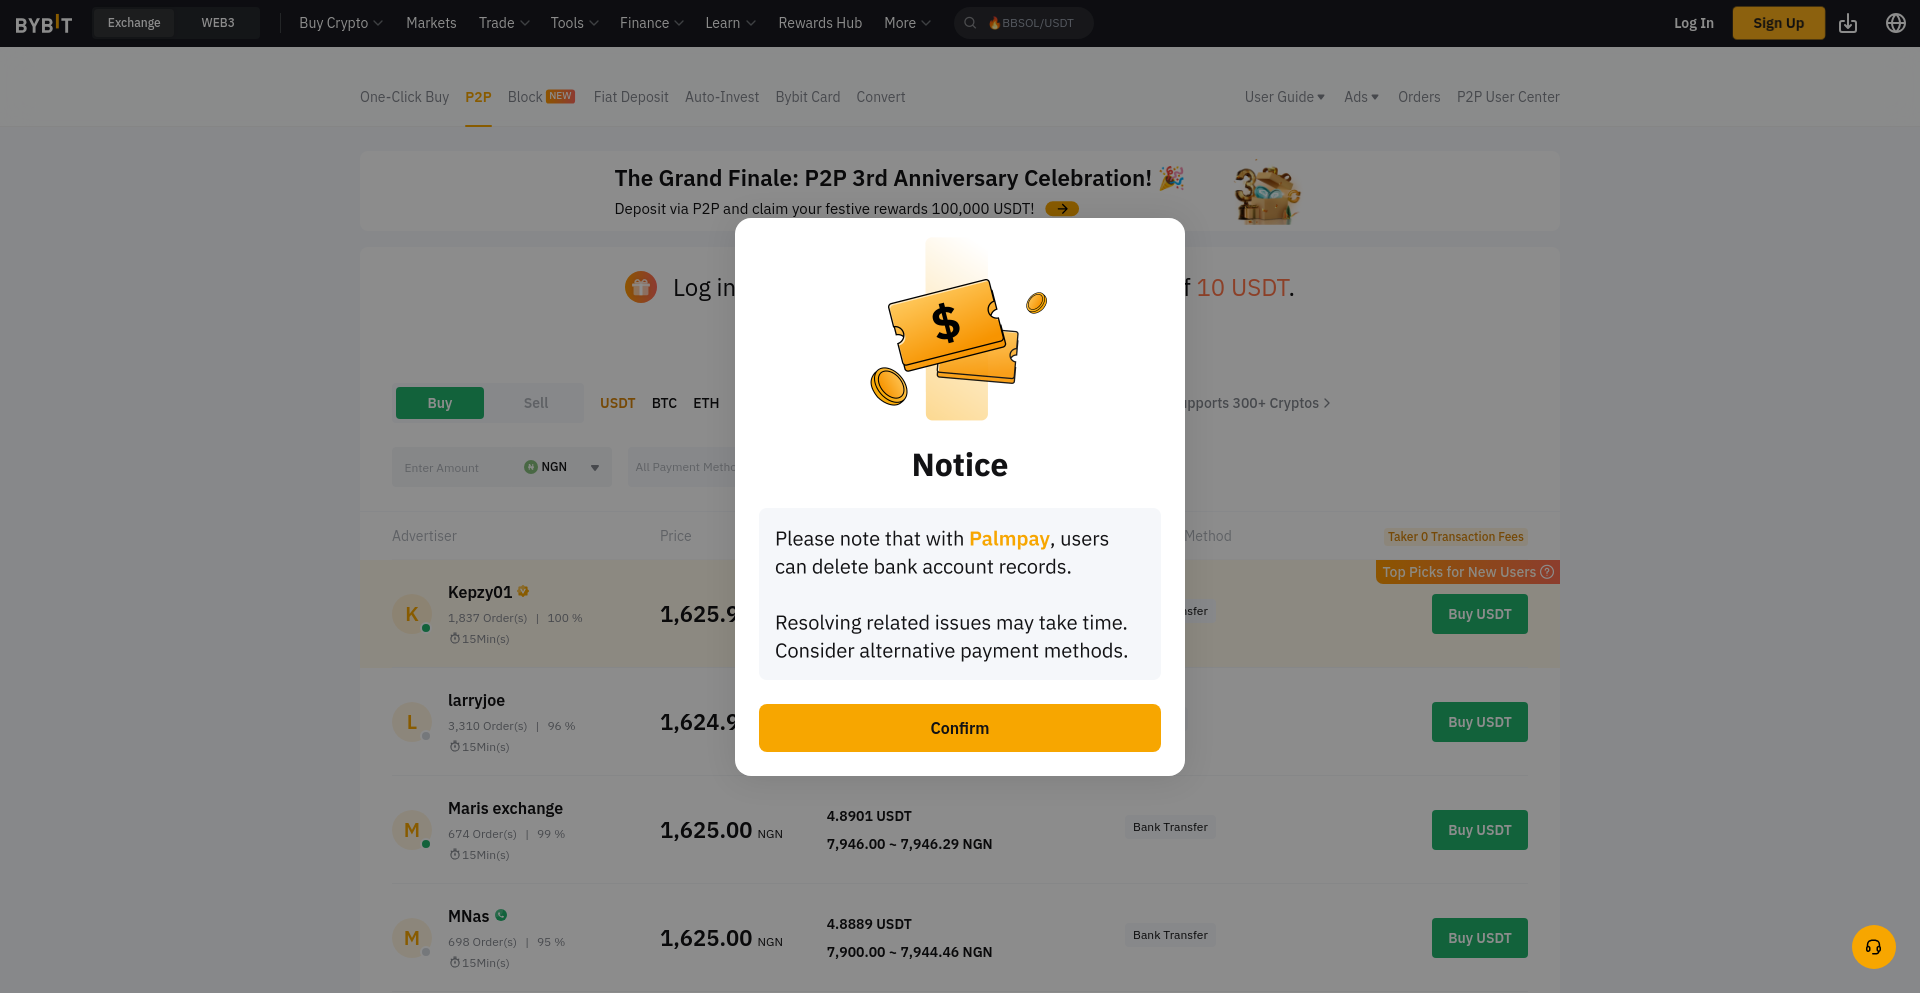 BYBIT Exchange WEB3 Buy Crypto Markets Trade Tools Finance Learn Rewards Hub More 🔥BBSOL/USDT Log In Sign Up
One-Click Buy P2P Block NEW Fiat Deposit Auto-Invest Bybit Card Convert User Guide Ads Orders P2P User Center
The Grand Finale: P2P 3rd Anniversary Celebration! 🎉
Deposit via P2P and claim your festive rewards 100,000 USDT!
Log in 10 USDT.
Buy Sell USDT BTC ETH pports 300+ Cryptos
Enter Amount NGN All Payment Metho
Advertiser Price Method Taker 0 Transaction Fees
Top Picks for New Users
K Kepzy01
1,837 Order(s) | 100 %
15Min(s)
1,625.9
sfer
Buy USDT
L larryjoe
3,310 Order(s) | 96 %
15Min(s)
1,624.9
Buy USDT
M Maris exchange
674 Order(s) | 99 %
15Min(s)
1,625.00 NGN
4.8901 USDT
7,946.00 ~ 7,946.29 NGN
Bank Transfer
Buy USDT
M MNas
698 Order(s) | 95 %
15Min(s)
1,625.00 NGN
4.8889 USDT
7,900.00 ~ 7,944.46 NGN
Bank Transfer
Buy USDT
$
Notice
Please note that with Palmpay, users
can delete bank account records.
Resolving related issues may take time.
Consider alternative payment methods.
Confirm